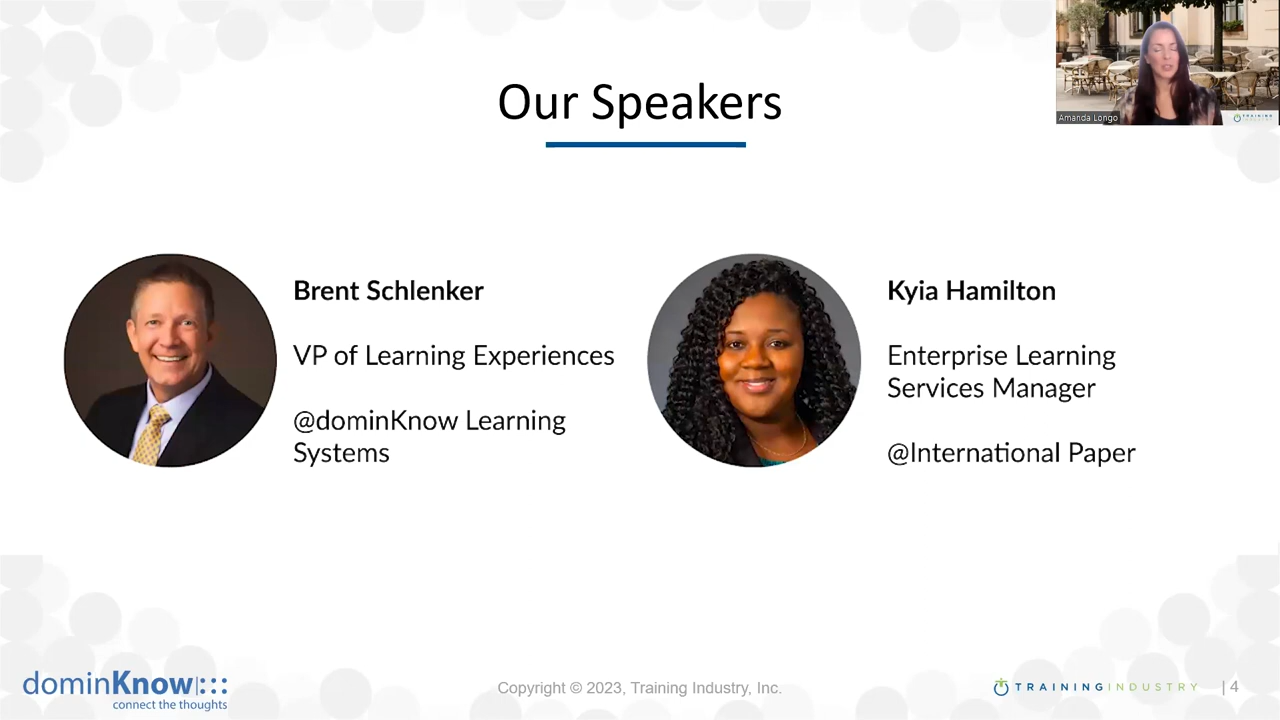 Our Speakers
Amanda Longo
TRAINING
Brent Schlenker
VP of Learning Experiences
@dominKnow Learning
Systems
Kyia Hamilton
Enterprise Learning
Services Manager
@International Paper
dominKnow
connect the thoughts
Copyright © 2023, Training Industry, Inc.
TRAININGINDUSTRY
| 4